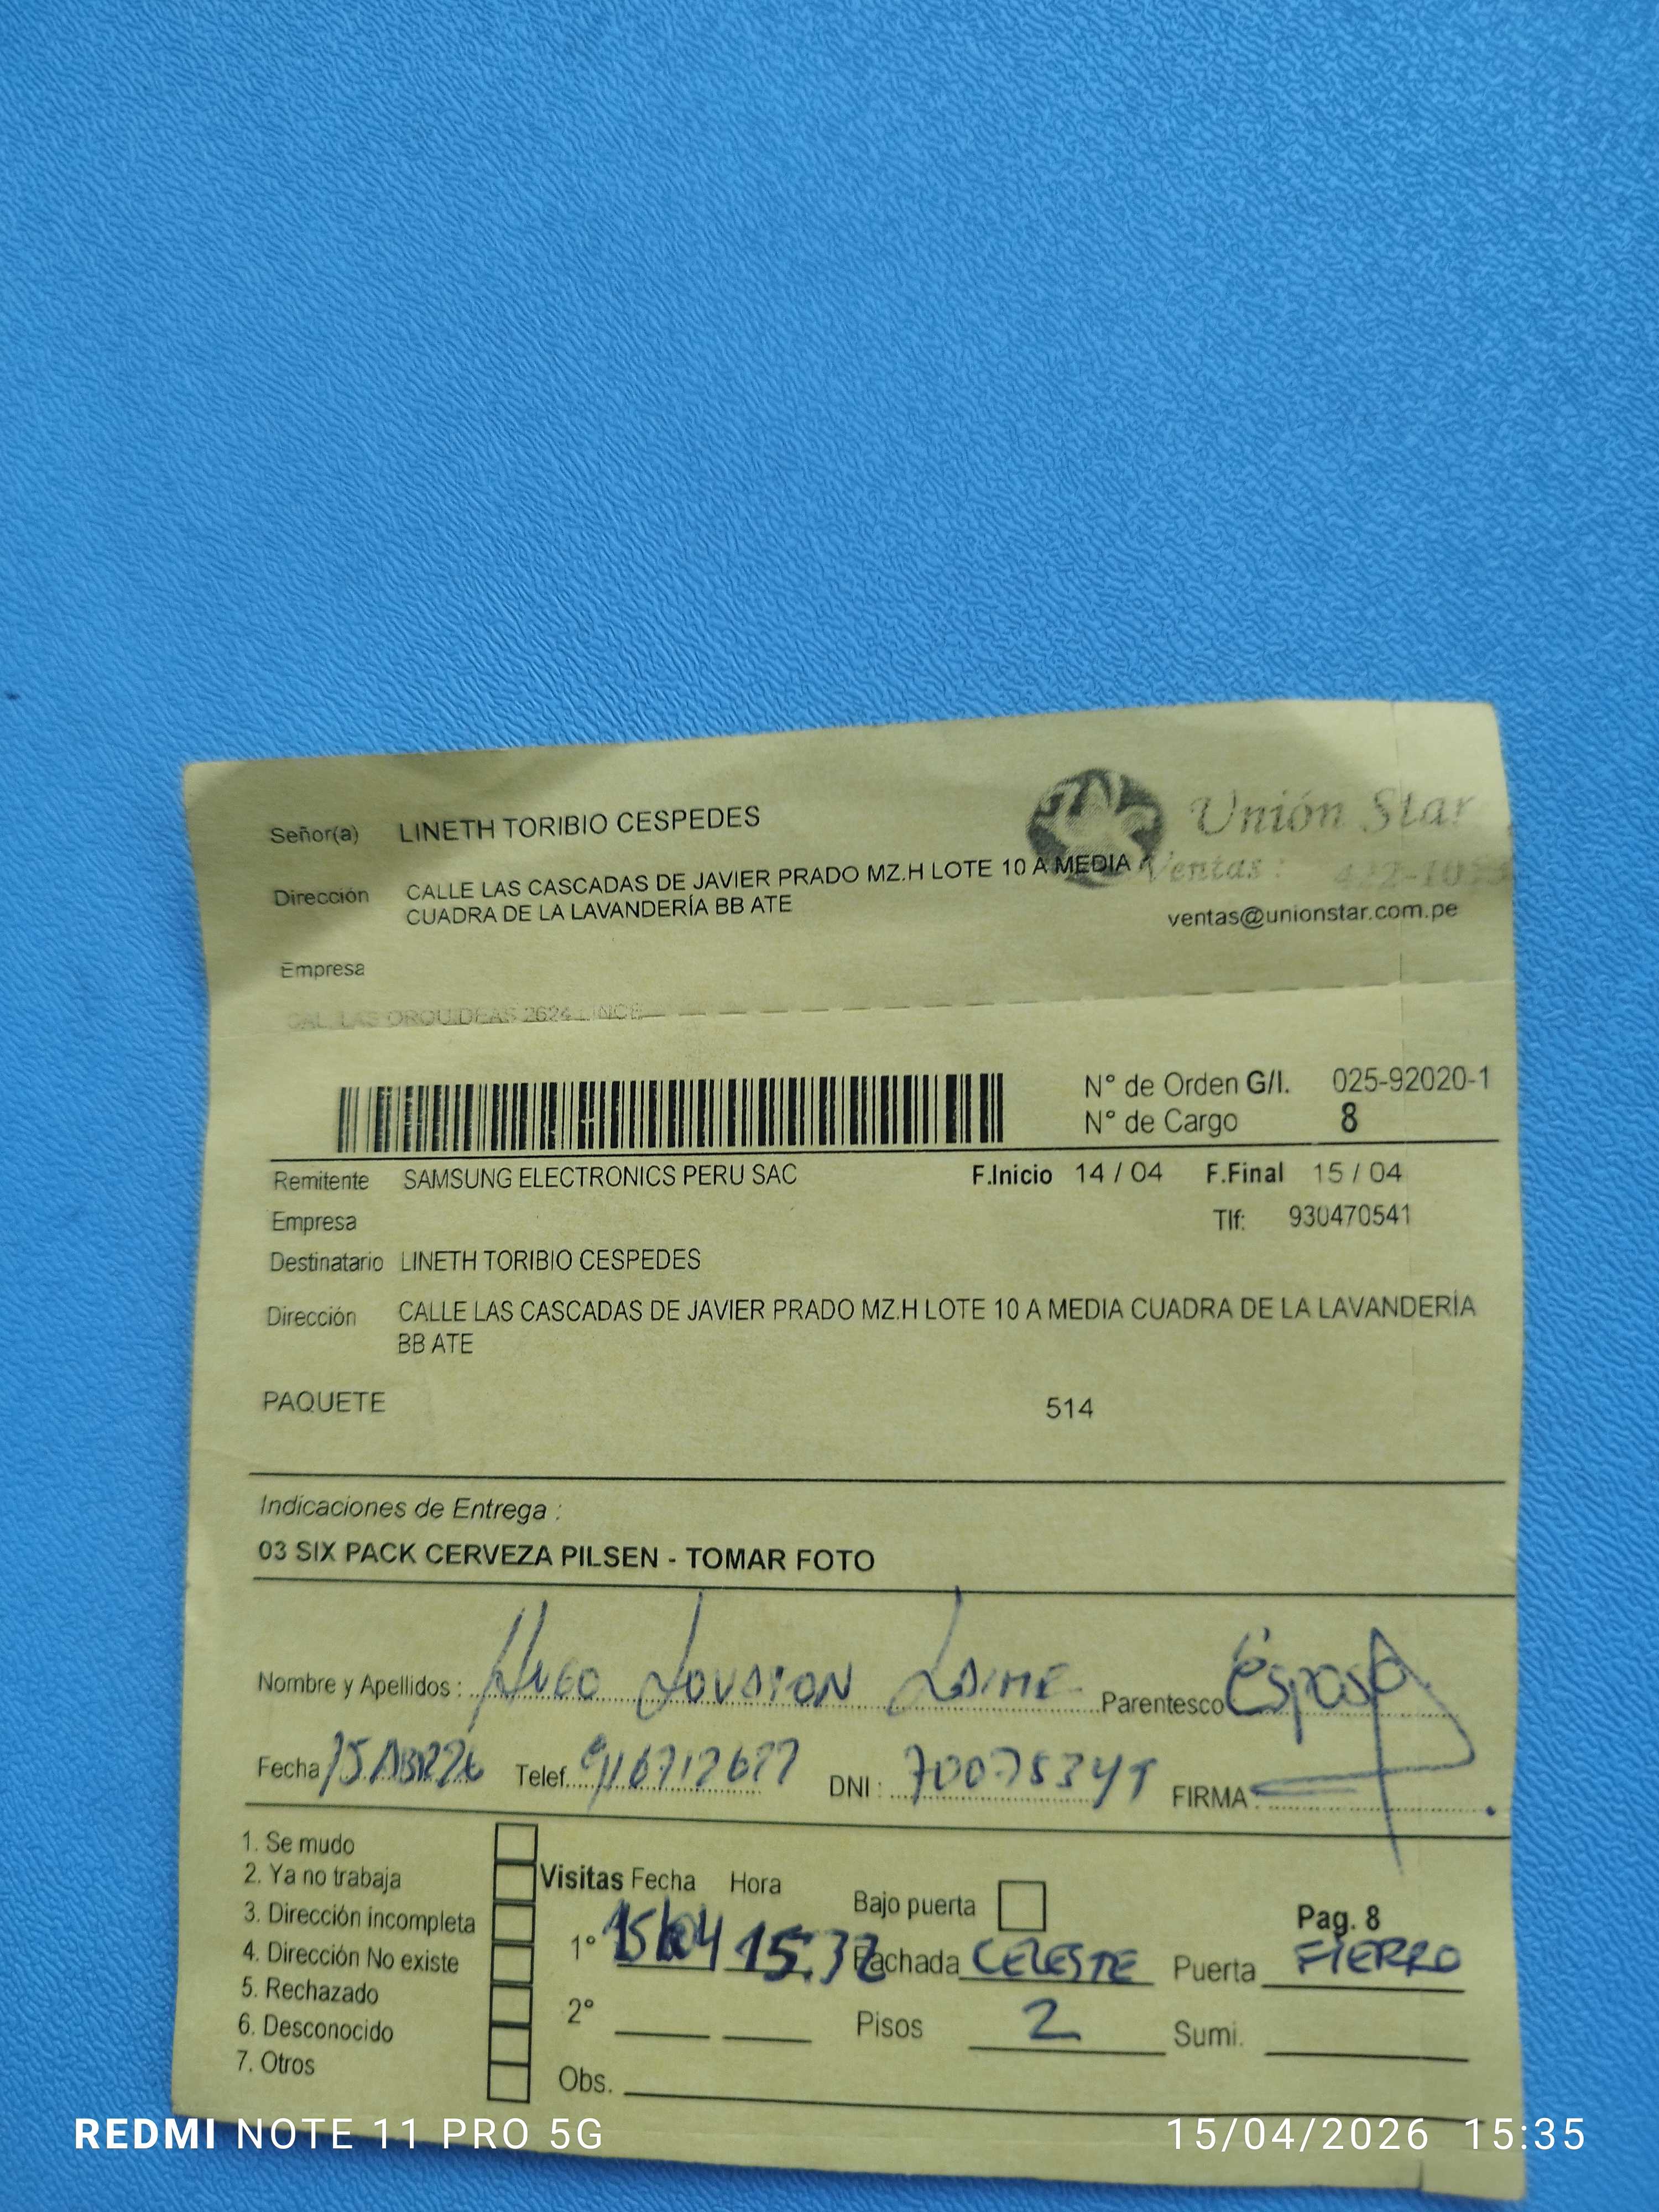 Señor(a) LINETH TORIBIO CESPEDES
Unión Star
Dirección CALLE LAS CASCADAS DE JAVIER PRADO MZ.H LOTE 10 A MEDIA
CUADRA DE LA LAVANDERÍA BB ATE
Ventas :
ventas@unionstar.com.pe
Empresa
CAL. LAS ORQUIDEAS 2624
N° de Orden G/I. 025-92020-1
N° de Cargo 8
Remitente SAMSUNG ELECTRONICS PERU SAC F.Inicio 14 / 04 F.Final 15 / 04
Empresa Tlf: 930470541
Destinatario LINETH TORIBIO CESPEDES
Dirección CALLE LAS CASCADAS DE JAVIER PRADO MZ.H LOTE 10 A MEDIA CUADRA DE LA LAVANDERÍA
BB ATE
PAQUETE 514
Indicaciones de Entrega :
03 SIX PACK CERVEZA PILSEN - TOMAR FOTO
Nombre y Apellidos : HUGO Parentesco Esposo
Fecha 15 ABR 26 Telef. DNI : FIRMA :
1. Se mudo
2. Ya no trabaja
3. Dirección incompleta
4. Dirección No existe
5. Rechazado
6. Desconocido
7. Otros
Visitas Fecha Hora Bajo puerta Pag. 8
1° 15/04 15:32 Fachada CELESTE Puerta FIERRO
2° Pisos 2 Sumi.
Obs.
REDMI NOTE 11 PRO 5G 15/04/2026 15:35